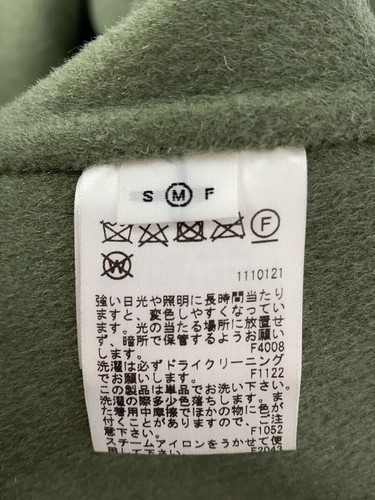 S M F
F
W
1110121
強い日光や照明に長時間当たり
ますと、変色しやすくなってい
ます。光の当たる場所に放置せ
ず、暗所で保管するようお願い
します。 F4008
洗濯は必ずドライクリーニング
でお願いします。 F1122
この製品は単品でお洗い下さい。
洗濯の際多少色落ちします。ま
た着用中摩擦でほかの物に色が
付くことがありますので、ご注
意下さい。 F1052
スチームアイロンをうかせて使
用して下さい。 F2043